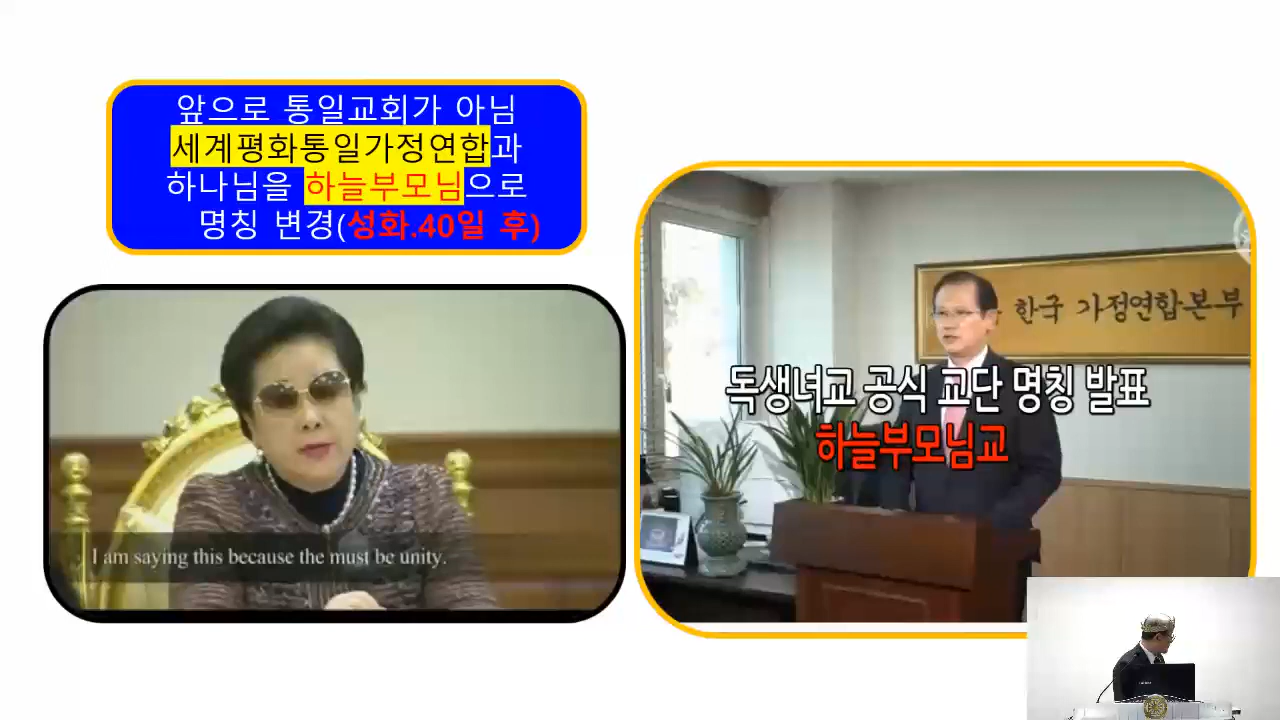 앞으로 통일교회가 아님
세계평화통일가정연합과
하나님을 하늘부모님으로
명칭 변경(성화.40일 후)
한국 가정연합본부
독생녀교 공식 교단 명칭 발표
하늘부모님교
I am saying this because the must be unity.